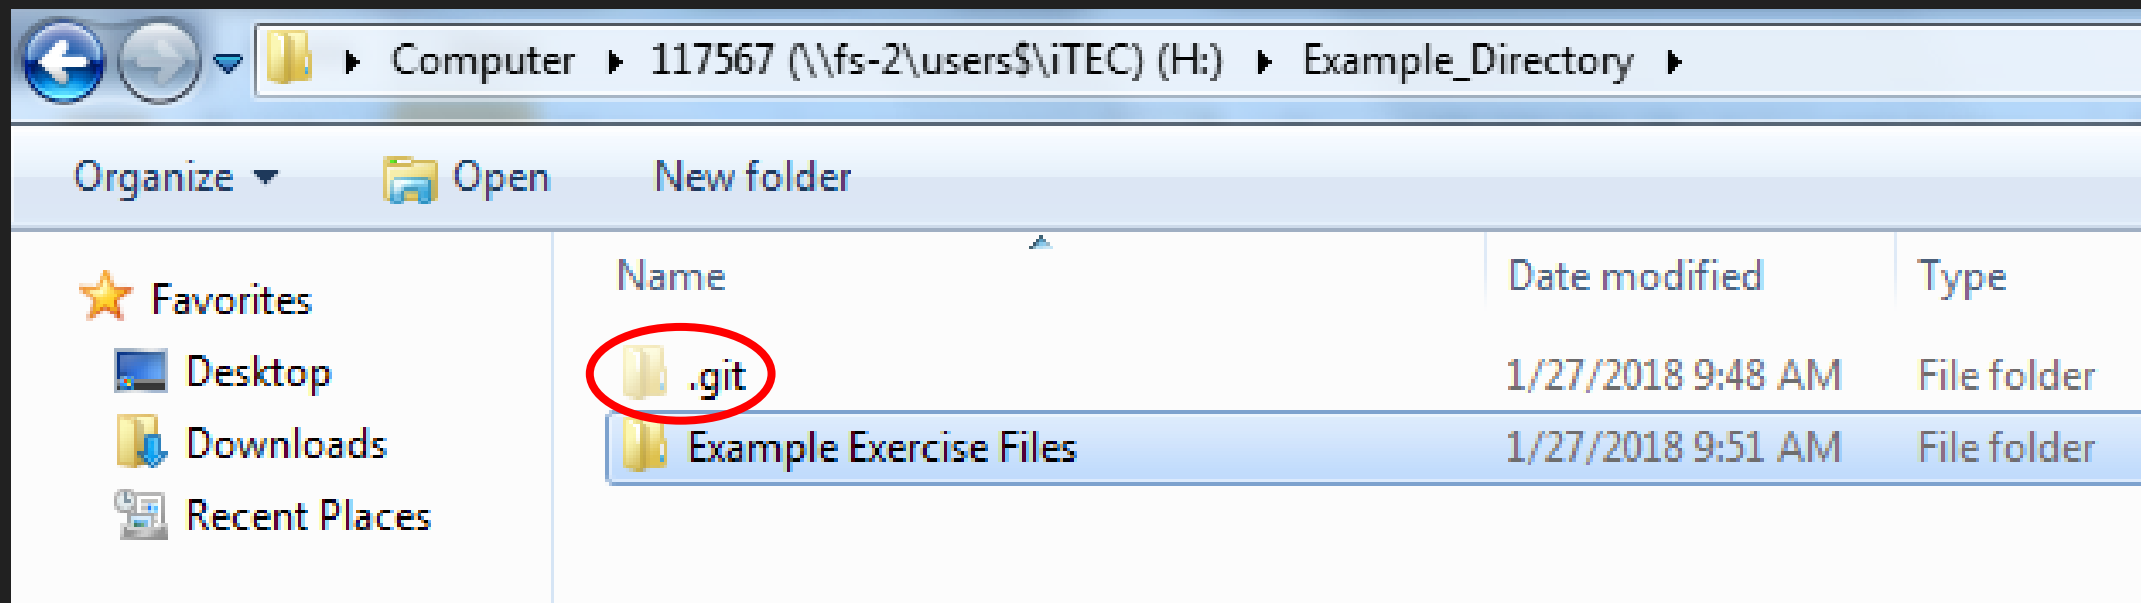 Computer 117567 (\\fs-2\users$\iTEC) (H:) Example_Directory
Organize Open New folder
Favorites
Desktop
Downloads
Recent Places
Name Date modified Type
.git 1/27/2018 9:48 AM File folder
Example Exercise Files 1/27/2018 9:51 AM File folder